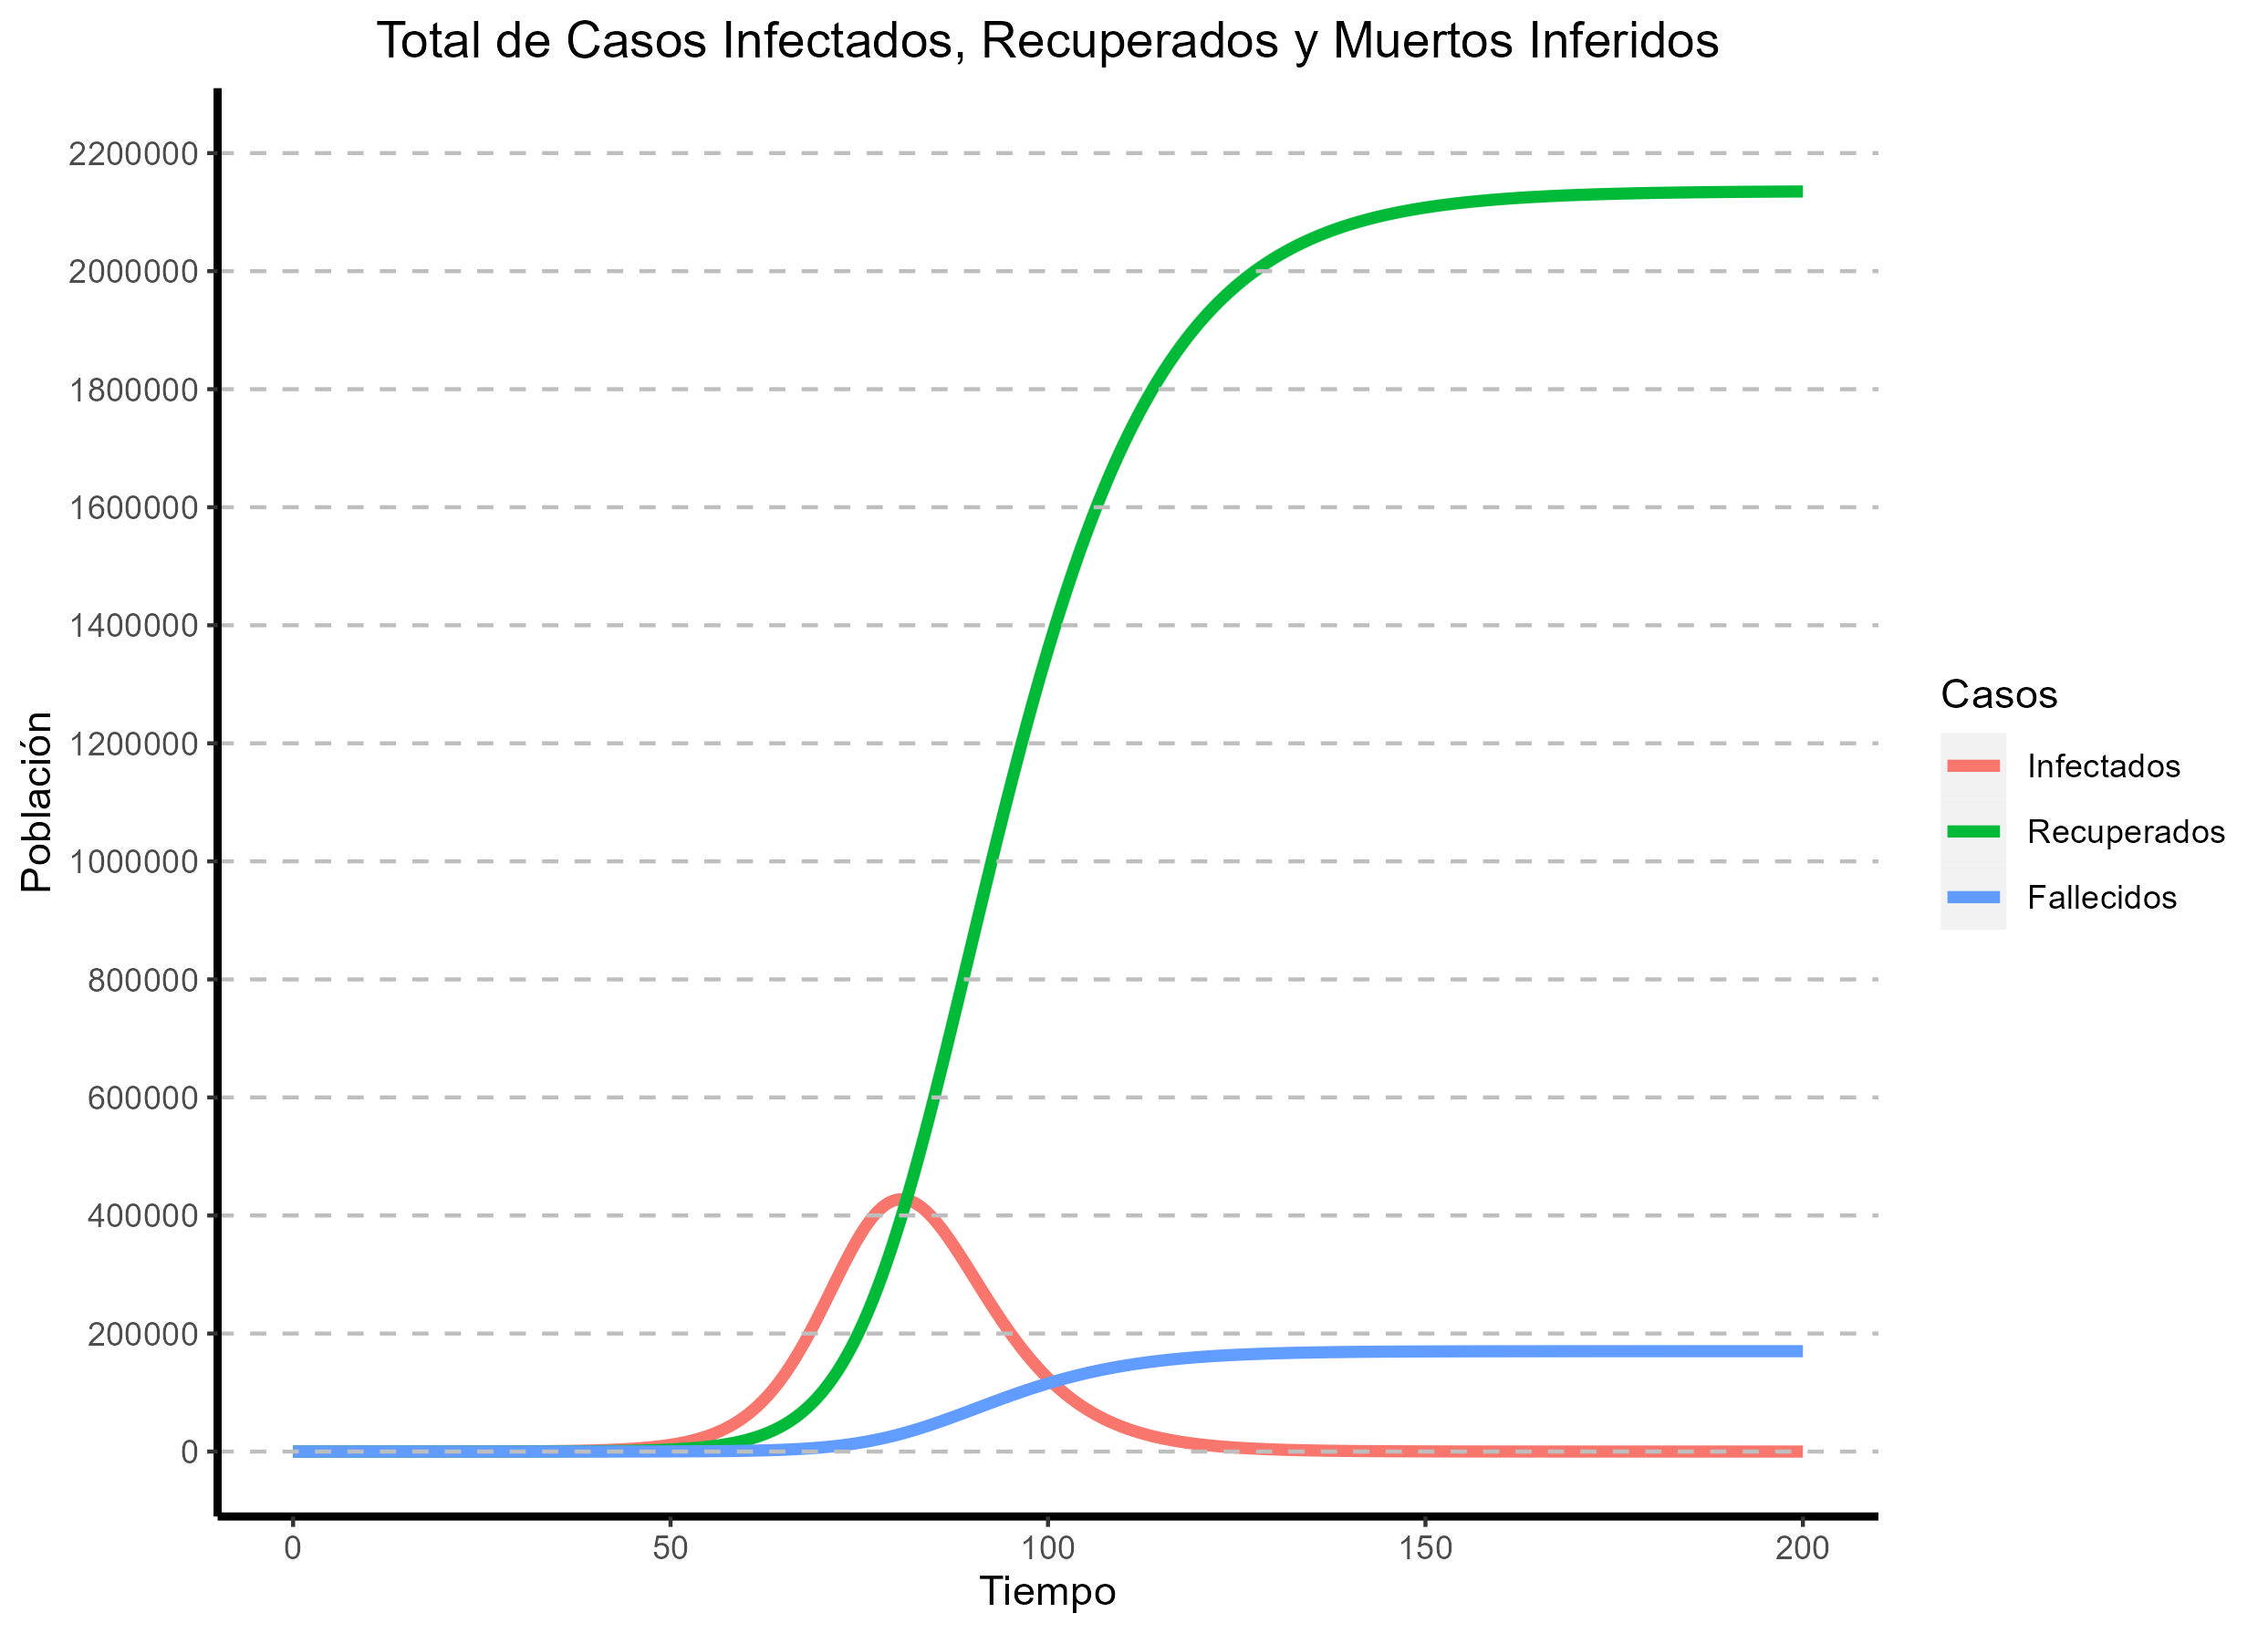 Total de Casos Infectados, Recuperados y Muertos Inferidos
Población
2200000
2000000
1800000
1600000
1400000
1200000
1000000
800000
600000
400000
200000
0
0 50 100 150 200
Tiempo
Casos
Infectados
Recuperados
Fallecidos